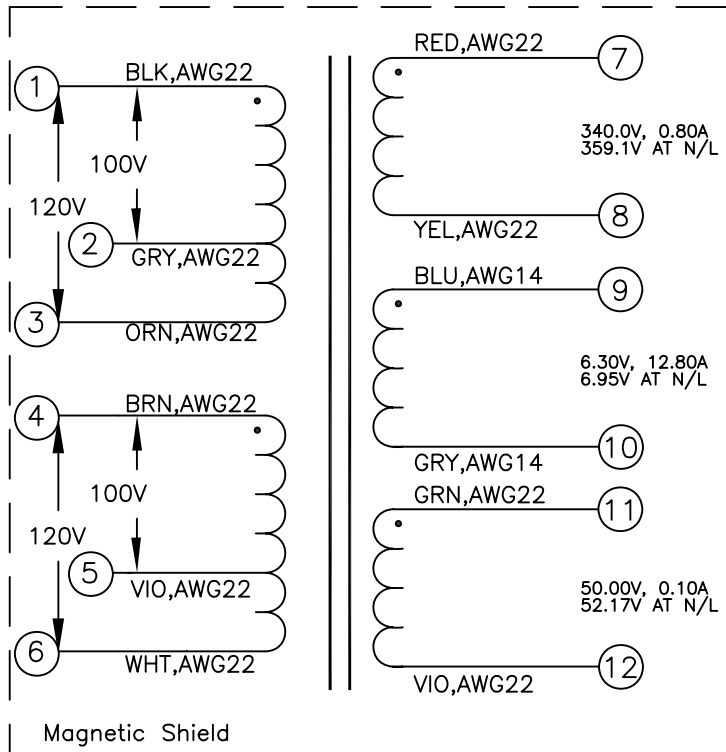 1
BLK,AWG22
100V
120V
2
GRY,AWG22
3
ORN,AWG22
4
BRN,AWG22
100V
120V
5
VIO,AWG22
6
WHT,AWG22
RED,AWG22
7
340.0V, 0.80A
359.1V AT N/L
8
YEL,AWG22
BLU,AWG14
9
6.30V, 12.80A
6.95V AT N/L
10
GRY,AWG14
GRN,AWG22
11
50.00V, 0.10A
52.17V AT N/L
12
VIO,AWG22
Magnetic Shield